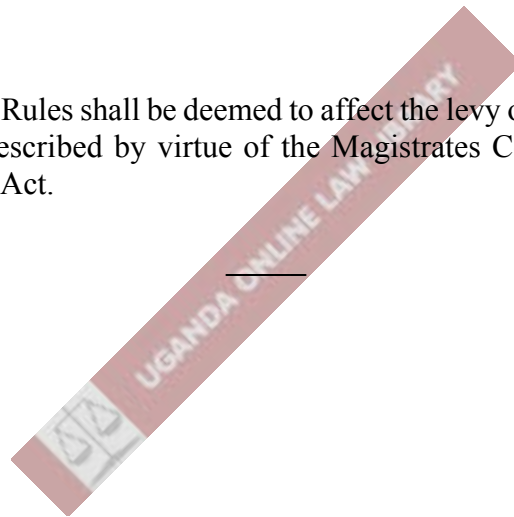 Rules shall be deemed to affect the levy o
escribed by virtue of the Magistrates C
Act.
UGANDA ONLINE LAW LIBRARY